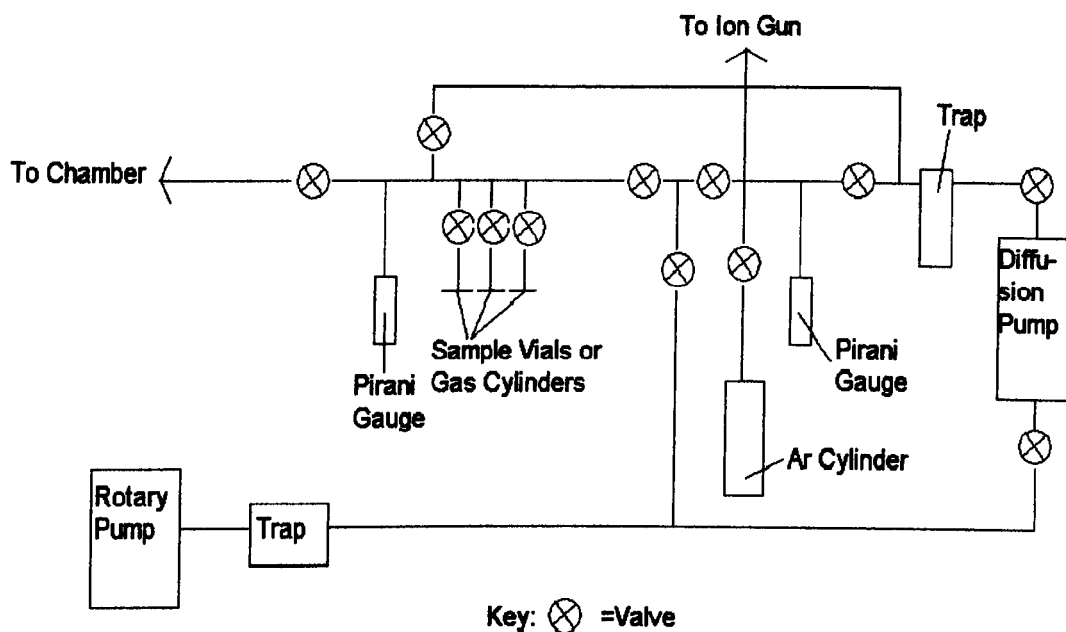 To Ion Gun
Trap
To Chamber
Diffu-
sion
Pump
Sample Vials or
Gas Cylinders
Pirani
Gauge
Pirani
Gauge
Ar Cylinder
Rotary
Pump
Trap
Key: =Valve